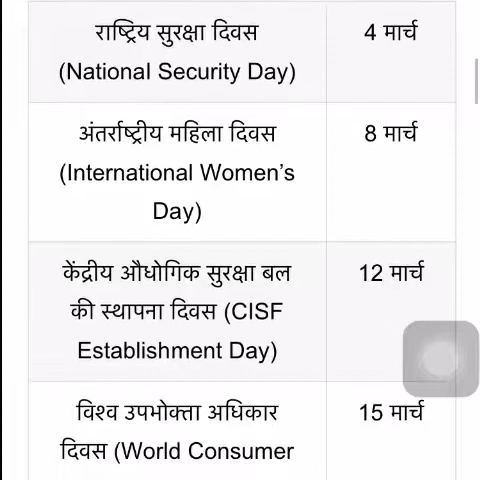 राष्ट्रिय सुरक्षा दिवस 4 मार्च
(National Security Day)
अंतर्राष्ट्रीय महिला दिवस 8 मार्च
(International Women's
Day)
केंद्रीय औधोगिक सुरक्षा बल 12 मार्च
की स्थापना दिवस (CISF
Establishment Day)
विश्व उपभोक्ता अधिकार 15 मार्च
दिवस (World Consumer